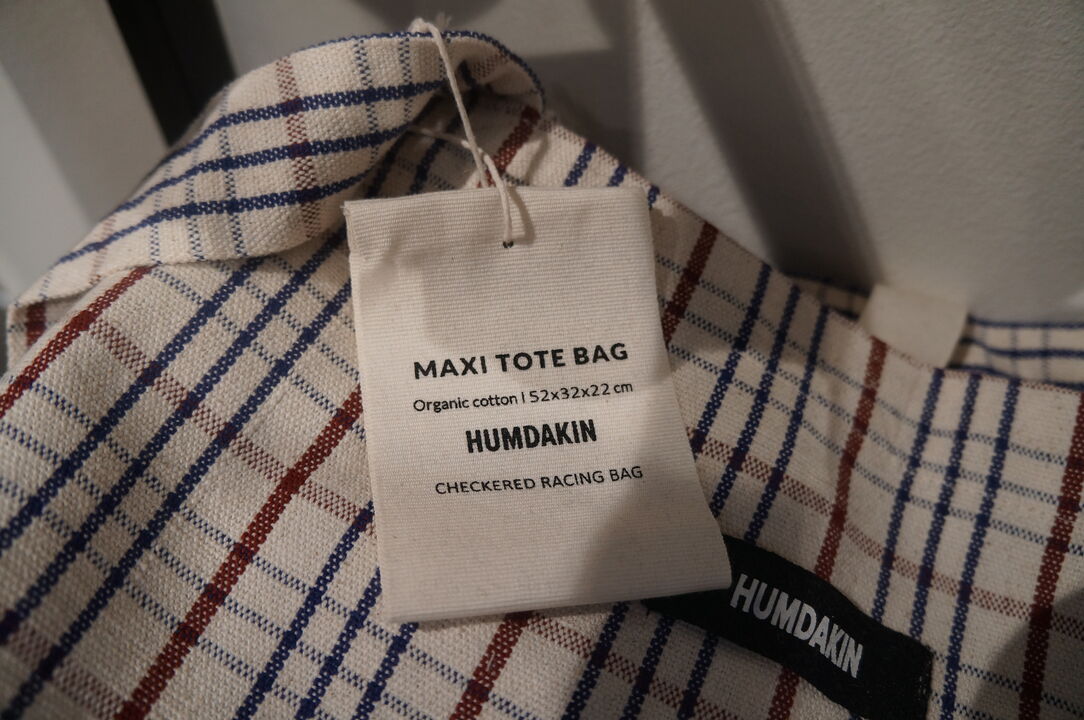 MAXI TOTE BAG
Organic cotton | 52x32x22 cm
HUMDAKIN
CHECKERED RACING BAG
HUMDAKIN